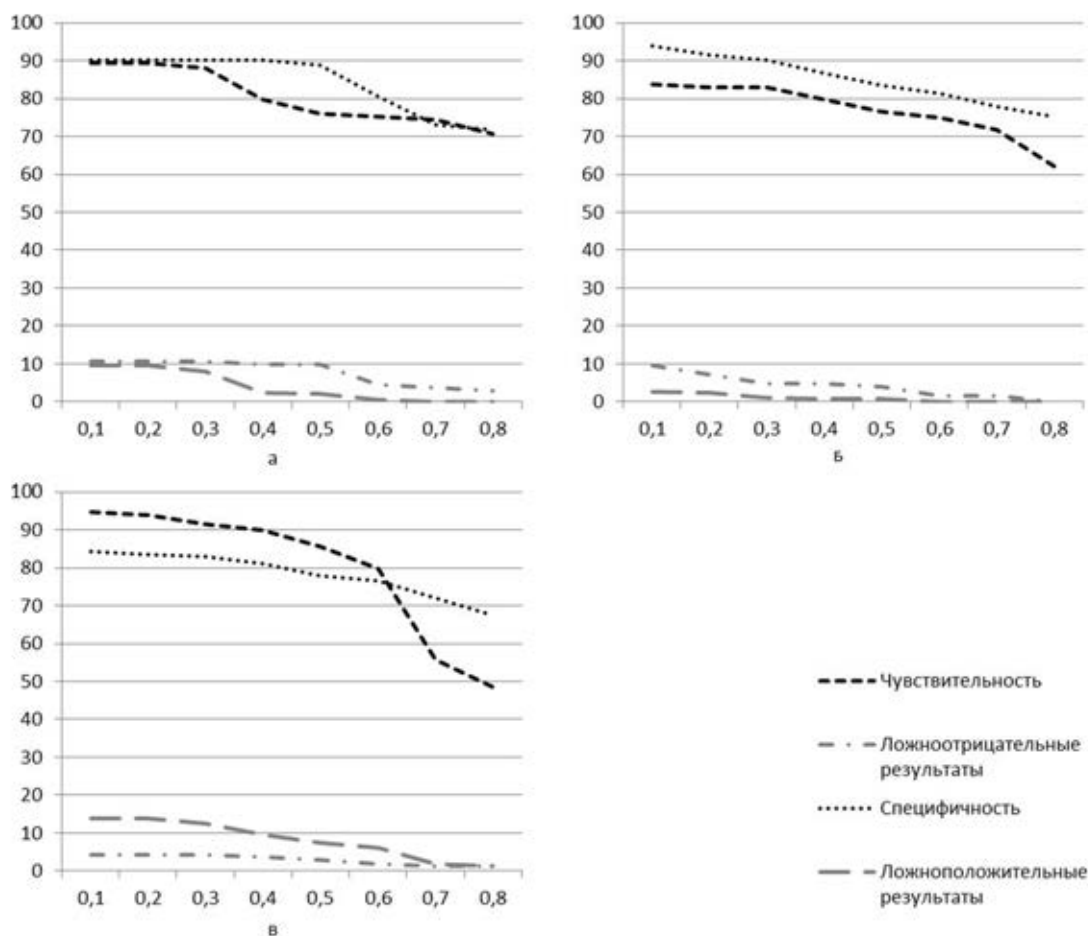 100
90
80
70
60
50
40
30
20
10
0
0,1 0,2 0,3 0,4 0,5 0,6 0,7 0,8
а
100
90
80
70
60
50
40
30
20
10
0
0,1 0,2 0,3 0,4 0,5 0,6 0,7 0,8
Б
100
90
80
70
60
50
40
30
20
10
0
0,1 0,2 0,3 0,4 0,5 0,6 0,7 0,8
в
Чувствительность
Ложноотрицательные
результаты
Специфичность
Ложноположительные
результаты